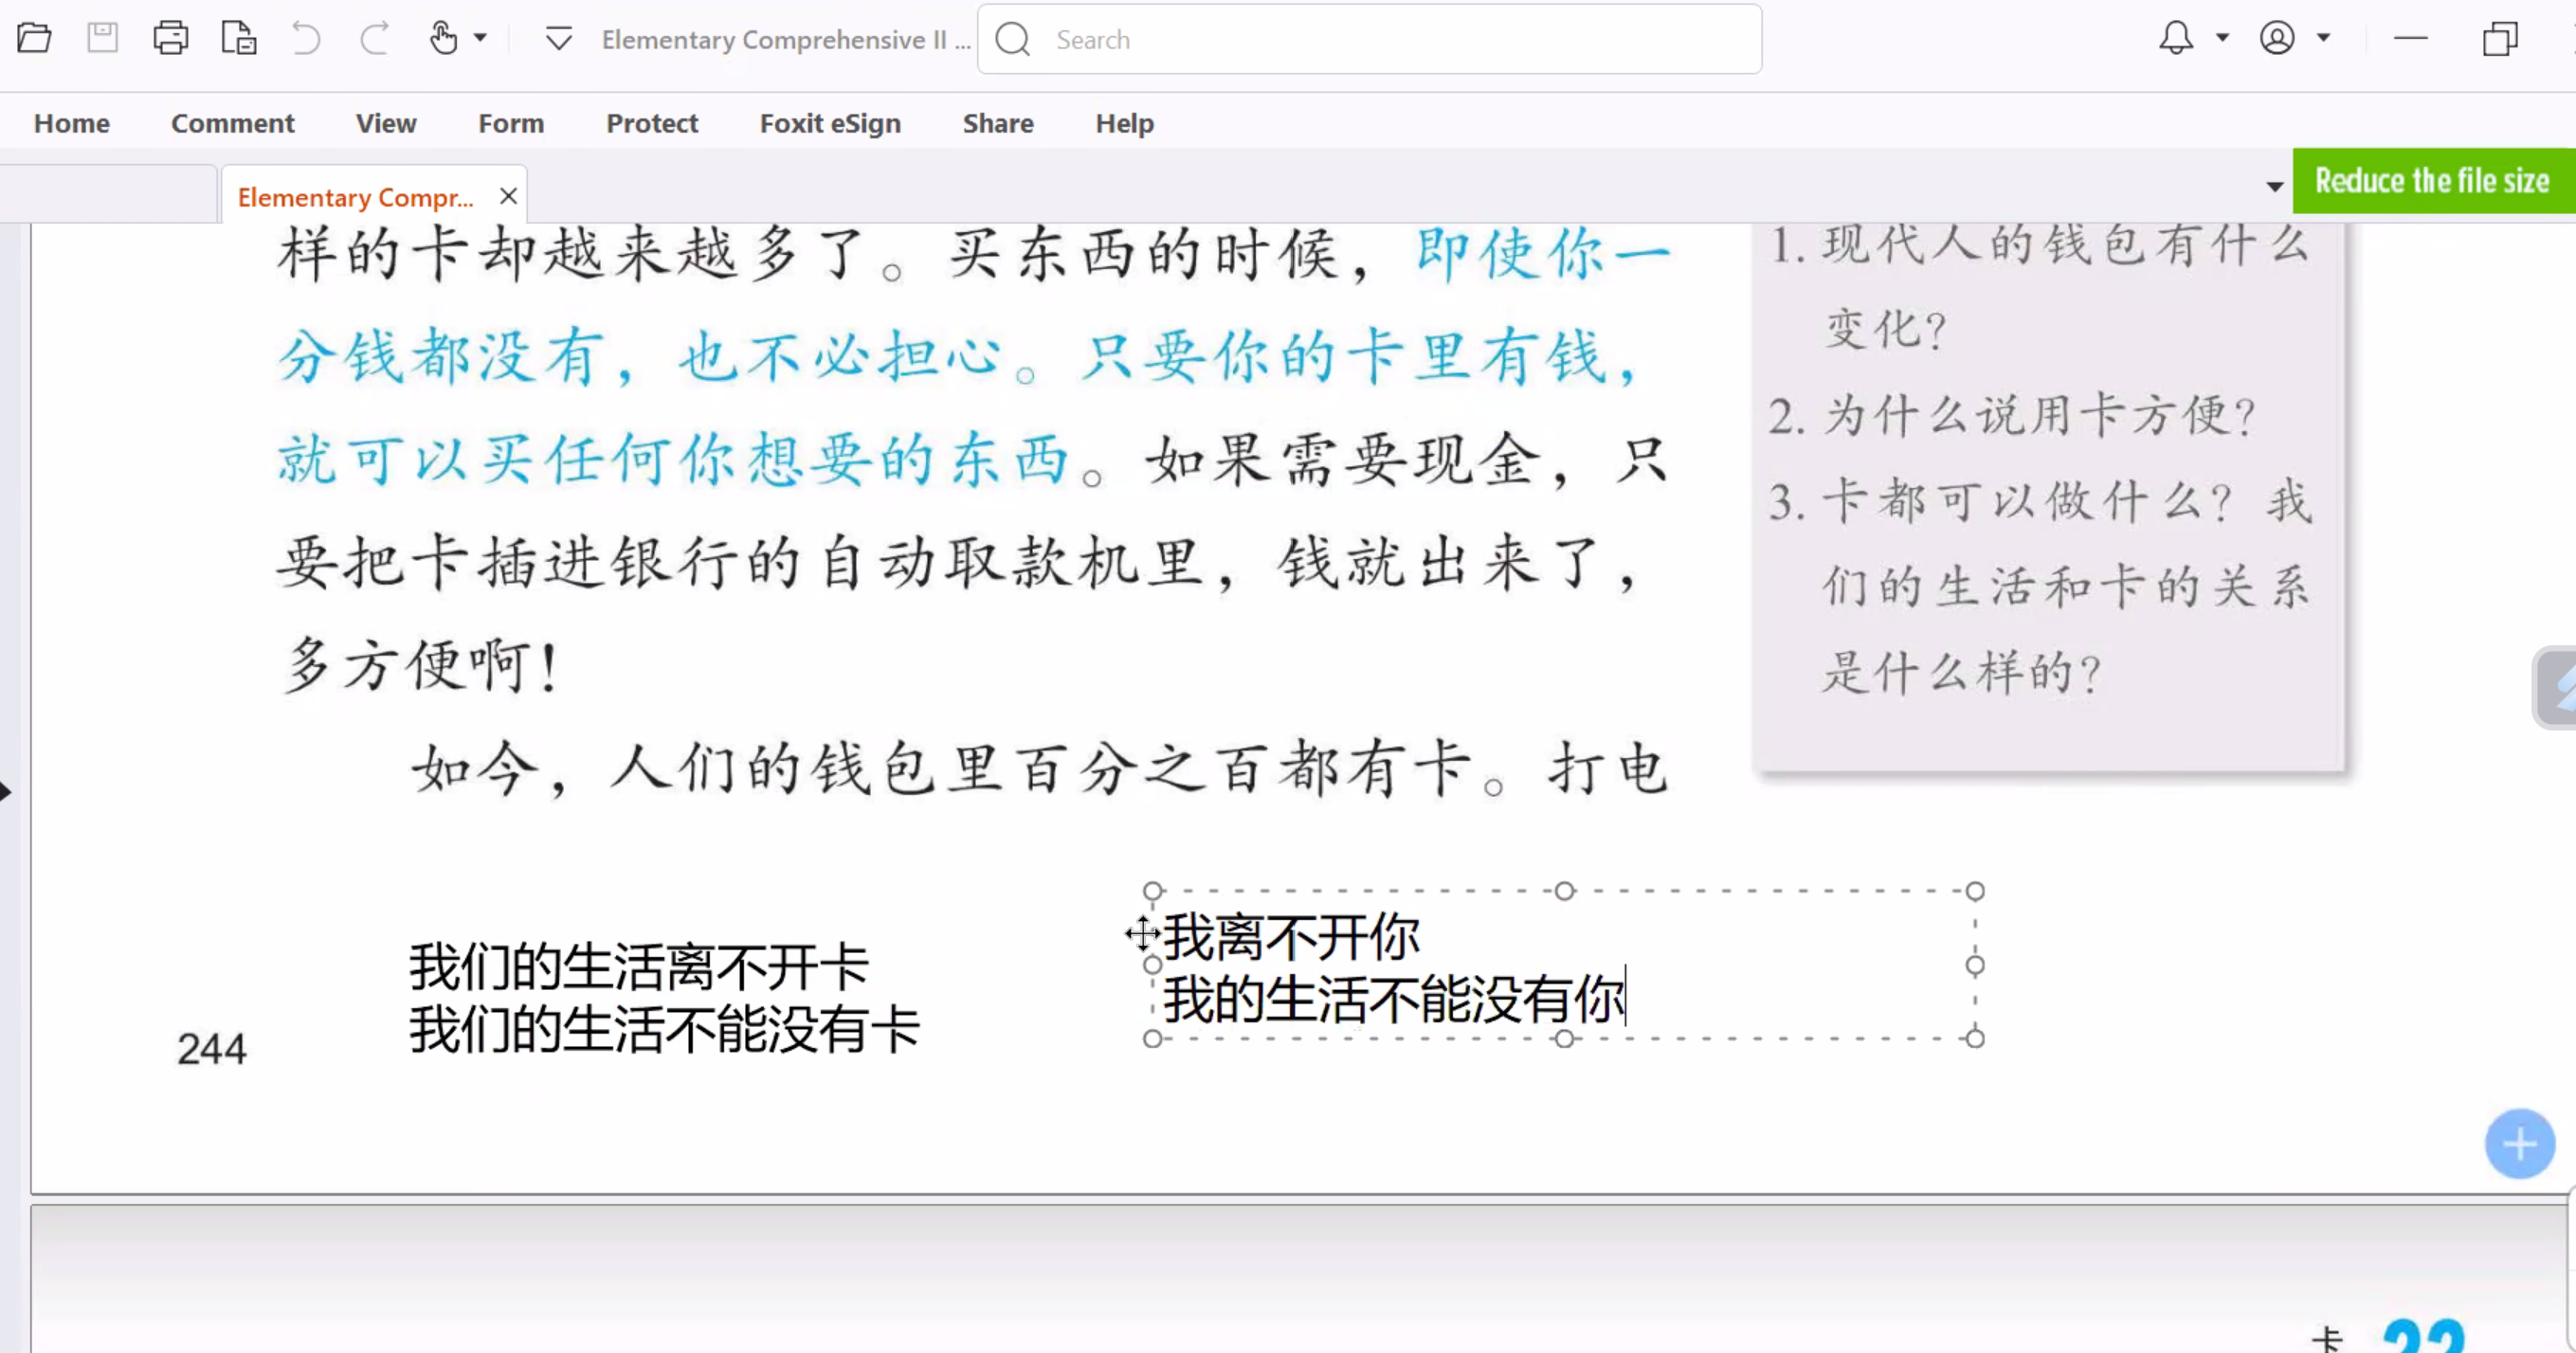 Elementary Comprehensive II ...
Search
Home Comment View Form Protect Foxit eSign Share Help
Elementary Compr...
Reduce the file size
样的卡却越来越多了。买东西的时候，即使你一
分钱都没有，也不必担心。只要你的卡里有钱，
就可以买任何你想要的东西。如果需要现金，只
要把卡插进银行的自动取款机里，钱就出来了，
多方便啊！
如今，人们的钱包里百分之百都有卡。打电
1. 现代人的钱包有什么
变化？
2. 为什么说用卡方便？
3. 卡都可以做什么？我
们的生活和卡的关系
是什么样的？
我们的生活离不开卡
我们的生活不能没有卡
我离不开你
我的生活不能没有你
244
卡 22